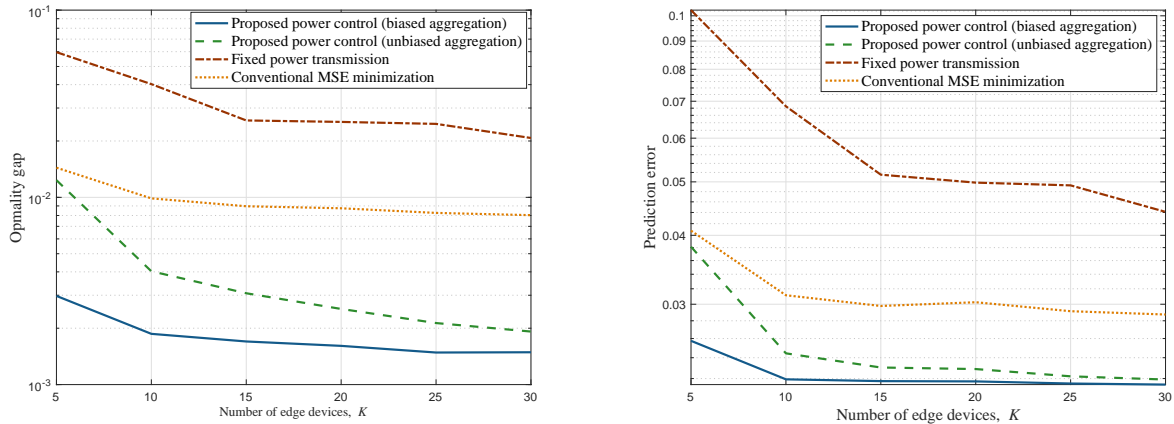 10-1
10-2
10-3
Opmality gap
Proposed power control (biased aggregation)
Proposed power control (unbiased aggregation)
Fixed power transmission
Conventional MSE minimization
5
10
15
20
25
30
Number of edge devices, K
0.1
0.09
0.08
0.07
0.06
0.05
0.04
0.03
Prediction error
Proposed power control (biased aggregation)
Proposed power control (unbiased aggregation)
Fixed power transmission
Conventional MSE minimization
5
10
15
20
25
30
Number of edge devices, K